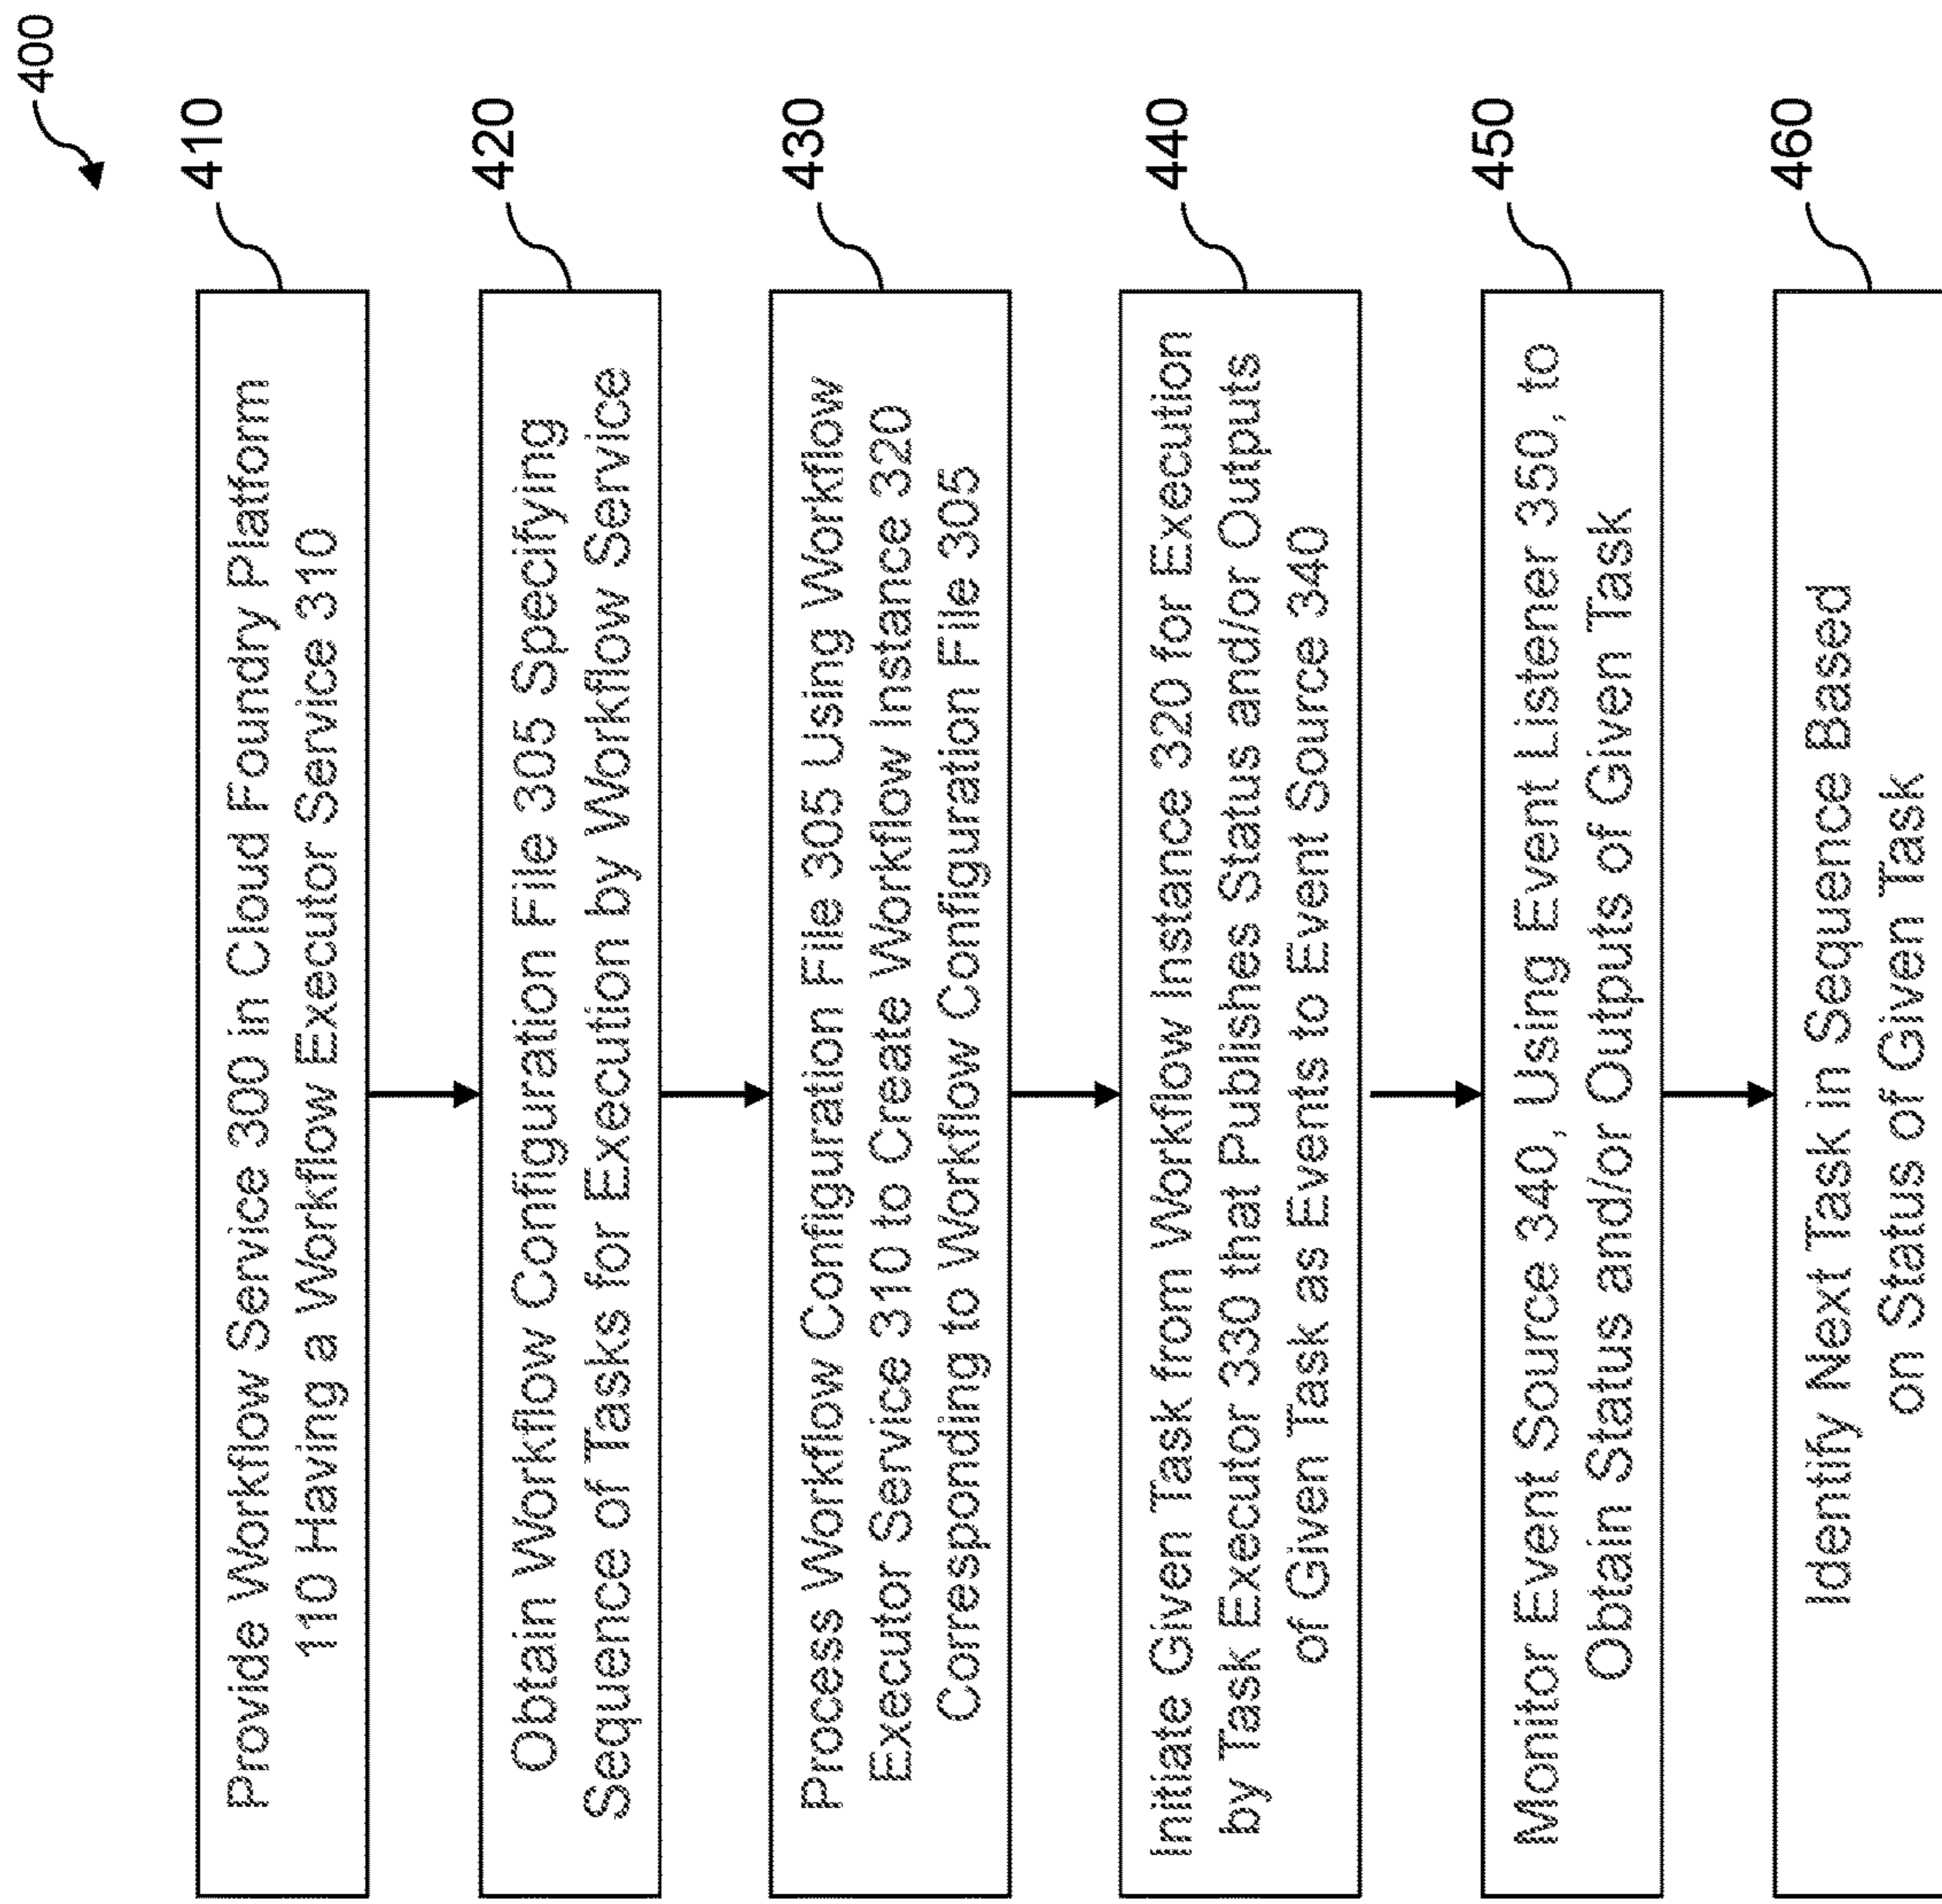 400
410
Provide Workflow Service 300 in Cloud Foundry Platform
110 Having a Workflow Executor Service 310
420
Obtain Workflow Configuration File 305 Specifying
Sequence of Tasks for Execution by Workflow Service
430
Process Workflow Configuration File 305 Using Workflow
Executor Service 310 to Create Workflow Instance 320
Corresponding to Workflow Configuration File 305
440
Initiate Given Task from Workflow Instance 320 for Execution
by Task Executor 330 that Publishes Status and/or Outputs
of Given Task as Events to Event Source 340
450
Monitor Event Source 340, Using Event Listener 350, to
Obtain Status and/or Outputs of Given Task
460
Identify Next Task in Sequence Based
on Status of Given Task